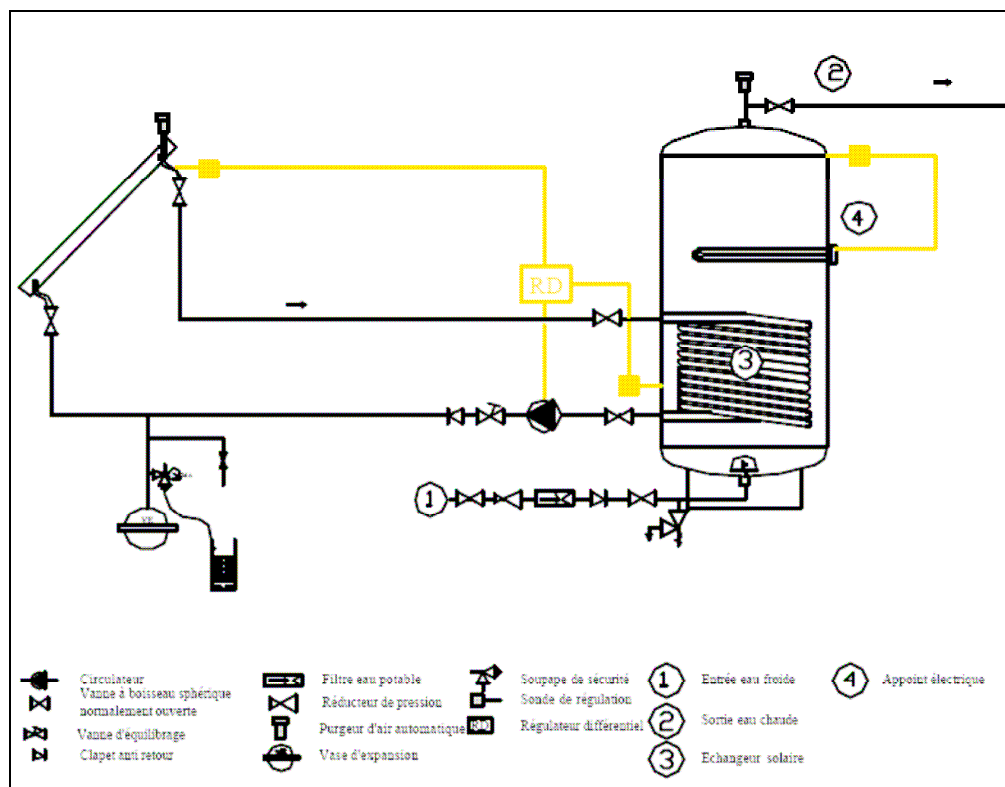 2
4
RD
3
1
VE
Circulateur
Vanne à boisseau sphérique
normalement ouverte
Vanne d'équilibrage
Clapet anti retour
Filtre eau potable
Réducteur de pression
Purgeur d'air automatique
Vase d'expansion
Soupape de sécurité
Sonde de régulation
RD Régulateur différentiel
1 Entrée eau froide
2 Sortie eau chaude
3 Echangeur solaire
4 Appoint électrique